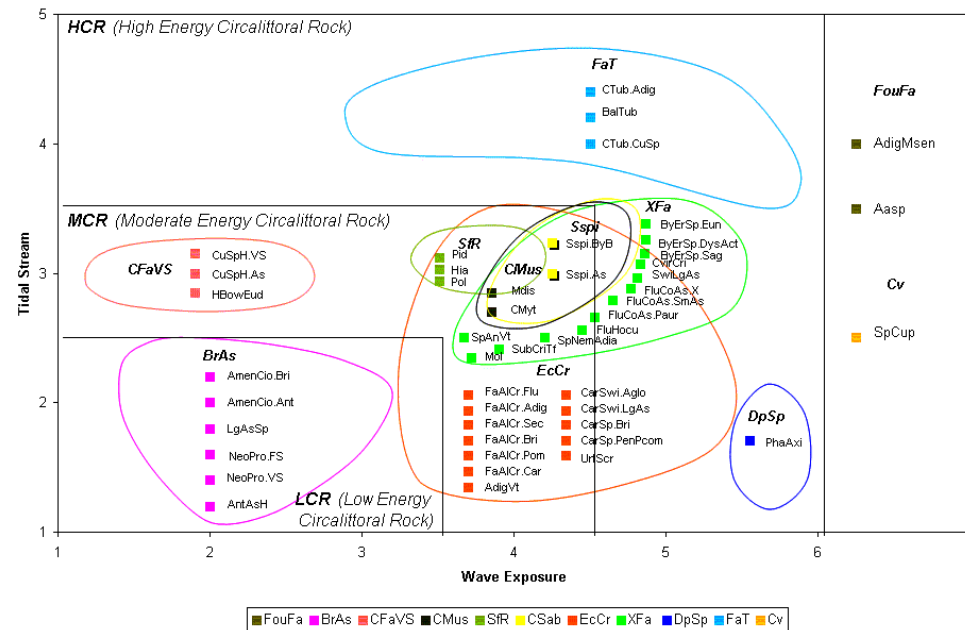 HCR (High Energy Circalittoral Rock)
FaT
CTub.Adig
BalTub
CTub.CuSp
FouFa
AdigMsen
Aasp
Cv
SpCup
MCR (Moderate Energy Circalittoral Rock)
CFaVS
CuSpH.VS
CuSpH.As
HBowEud
SfR
Pid
Hia
Pol
CMus
Mdis
CMyt
Sspi
Sspi.ByB
Sspi.As
XFa
ByErSp.Eun
ByErSp.DysAct
ByErSp.Sag
CvirCri
SwiLgAs
FluCoAs.X
FluCoAs.SmAs
FluCoAs.Paur
FluHocu
SpNemAdia
SubCriTf
SpAnVt
Mol
EcCr
FaAlCr.Flu
FaAlCr.Adig
FaAlCr.Sec
FaAlCr.Bri
FaAlCr.Pom
FaAlCr.Car
AdigVt
CarSwi.Aglo
CarSwi.LgAs
CarSp.Bri
CarSp.PenPcom
UrtScr
DpSp
PhaAxi
BrAs
AmenCio.Bri
AmenCio.Ant
LgAsSp
NeoPro.FS
NeoPro.VS
AntAsH
LCR (Low Energy
Circalittoral Rock)
Tidal Stream
5
4
3
2
1
1 2 3 4 5 6
Wave Exposure
FouFa BrAs CFaVS CMus SfR CSab EcCr XFa DpSp FaT Cv